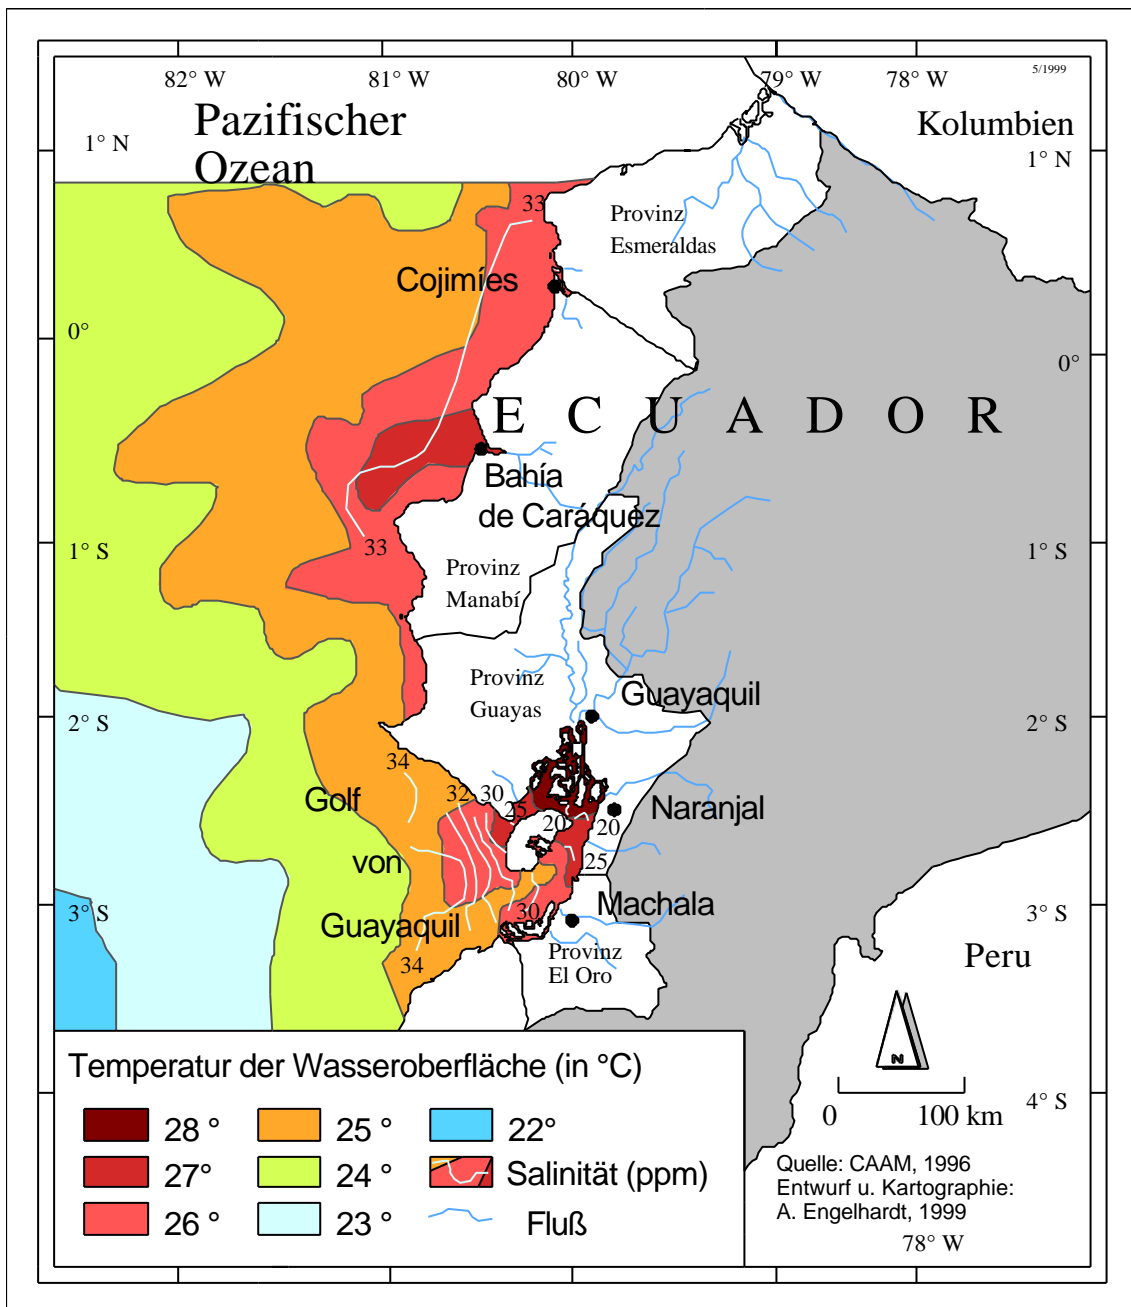 5/1999
82° W
81° W
80° W
79° W
78° W
Pazifischer
Ozean
Kolumbien
1° N
1° N
33
Provinz
Esmeraldas
Cojimíes
0°
0°
ECUADOR
Bahía
de Caráquez
33
1° S
1° S
Provinz
Manabí
Provinz
Guayas
Guayaquil
2° S
2° S
34
Golf
32
30
25
20
20
Naranjal
von
25
Machala
3° S
3° S
30
Guayaquil
34
Provinz
El Oro
Peru
N
0 100 km
4° S
Temperatur der Wasseroberfläche (in °C)
28 °
25 °
22°
27°
24 °
Salinität (ppm)
26 °
23 °
Fluß
Quelle: CAAM, 1996
Entwurf u. Kartographie:
A. Engelhardt, 1999
78° W